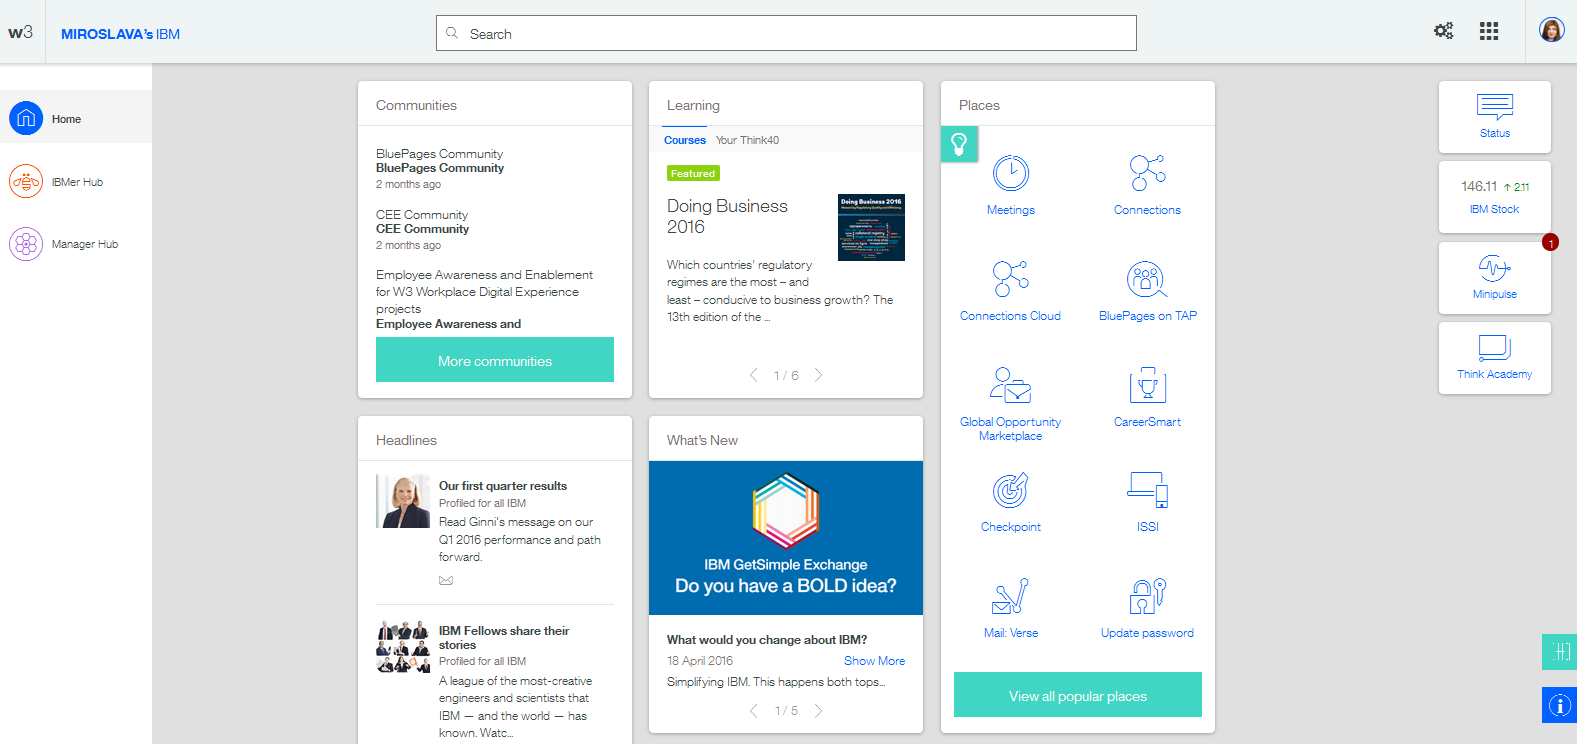 w3
MIROSLAVA's IBM
Search
Home
IBMer Hub
Manager Hub
Communities
BluePages Community
BluePages Community
2 months ago
CEE Community
CEE Community
2 months ago
Employee Awareness and Enablement
for W3 Workplace Digital Experience
projects
Employee Awareness and
More communities
Learning
Courses Your Think40
Featured
Doing Business
2016
Doing Business 2016
Which countries' regulatory
regimes are the most – and
least – conducive to business growth? The
13th edition of the ...
1 / 6
Places
Meetings
Connections
Connections Cloud
BluePages on TAP
Global Opportunity
Marketplace
CareerSmart
Checkpoint
ISSI
Mail: Verse
Update password
View all popular places
Headlines
Our first quarter results
Profiled for all IBM
Read Ginni's message on our
Q1 2016 performance and path
forward.
IBM Fellows share their
stories
Profiled for all IBM
A league of the most-creative
engineers and scientists that
IBM — and the world — has
known. Watc...
What's New
IBM GetSimple Exchange
Do you have a BOLD idea?
What would you change about IBM?
18 April 2016 Show More
Simplifying IBM. This happens both tops...
1 / 5
Status
146.11 ↑ 2.11
IBM Stock
1
Minipulse
Think Academy